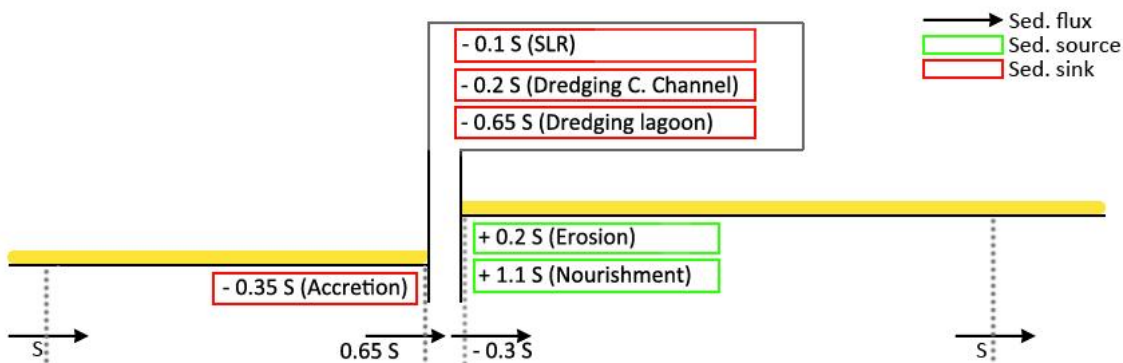 - 0.1 S (SLR)
- 0.2 S (Dredging C. Channel)
- 0.65 S (Dredging lagoon)
Sed. flux
Sed. source
Sed. sink
+ 0.2 S (Erosion)
+ 1.1 S (Nourishment)
- 0.35 S (Accretion)
S
0.65 S
- 0.3 S
S